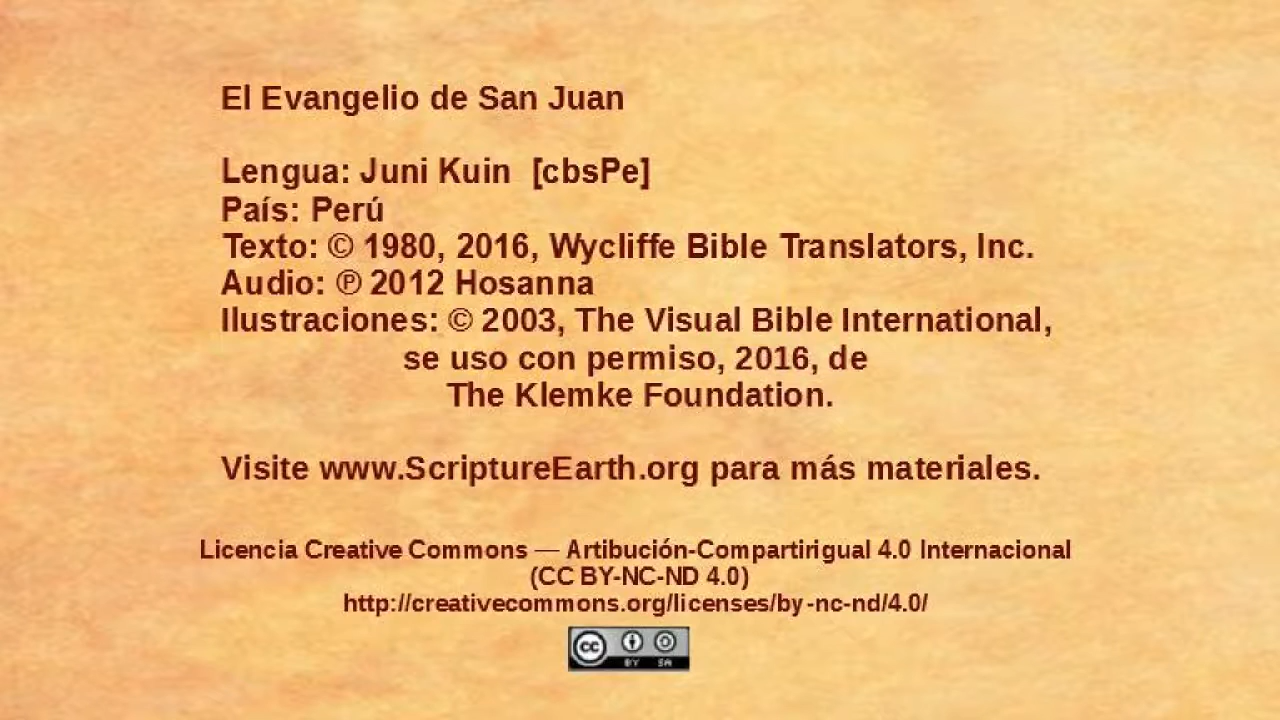 El Evangelio de San Juan
Lengua: Juni Kuin [cbsPe]
País: Perú
Texto: © 1980, 2016, Wycliffe Bible Translators, Inc.
Audio: ℗ 2012 Hosanna
Ilustraciones: © 2003, The Visual Bible International,
se uso con permiso, 2016, de
The Klemke Foundation.
Visite www.ScriptureEarth.org para más materiales.
Licencia Creative Commons — Artibución-Compartirigual 4.0 Internacional
(CC BY-NC-ND 4.0)
http://creativecommons.org/licenses/by-nc-nd/4.0/
cc BY SA